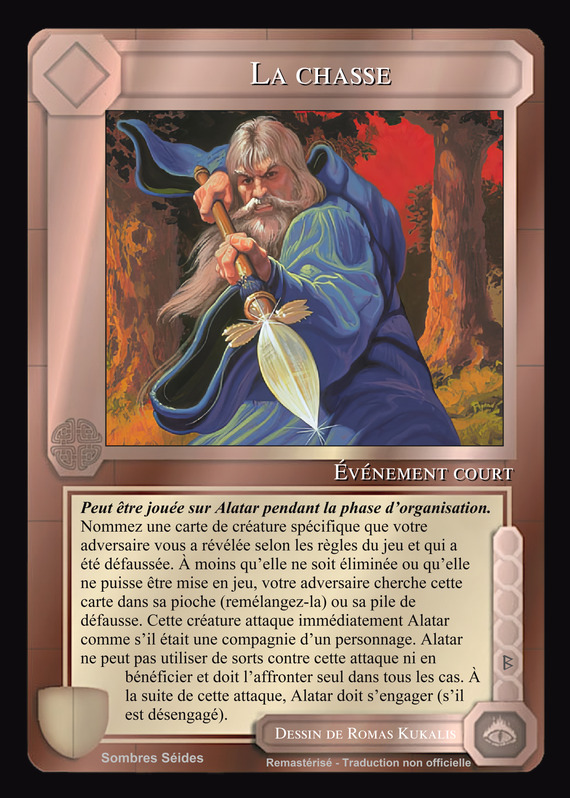 La chasse
Événement court
Peut être jouée sur Alatar pendant la phase d'organisation.
Nommez une carte de créature spécifique que votre
adversaire vous a révélée selon les règles du jeu et qui a
été défaussée. À moins qu'elle ne soit éliminée ou qu'elle
ne puisse être mise en jeu, votre adversaire cherche cette
carte dans sa pioche (remélangez-la) ou sa pile de
défausse. Cette créature attaque immédiatement Alatar
comme s'il était une compagnie d'un personnage. Alatar
ne peut pas utiliser de sorts contre cette attaque ni en
bénéficier et doit l'affronter seul dans tous les cas. À
la suite de cette attaque, Alatar doit s'engager (s'il
est désengagé).
Dessin de Romas Kukalis
Sombres Séides
Remastérisé - Traduction non officielle